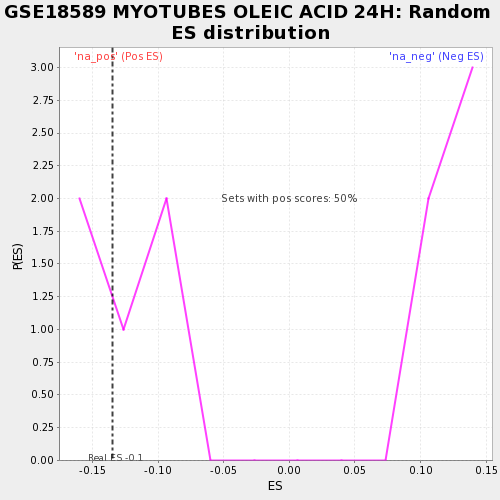 GSE18589 MYOTUBES OLEIC ACID 24H: Random
ES distribution
'na_pos' (Pos ES)
'na_neg' (Neg ES)
3.00
2.75
2.50
2.25
2.00
1.75
1.50
1.25
1.00
0.75
0.50
0.25
0.00
P(ES)
Sets with pos scores: 50%
Real ES -0.1
-0.15
-0.10
-0.05
0.00
0.05
0.10
0.15
ES